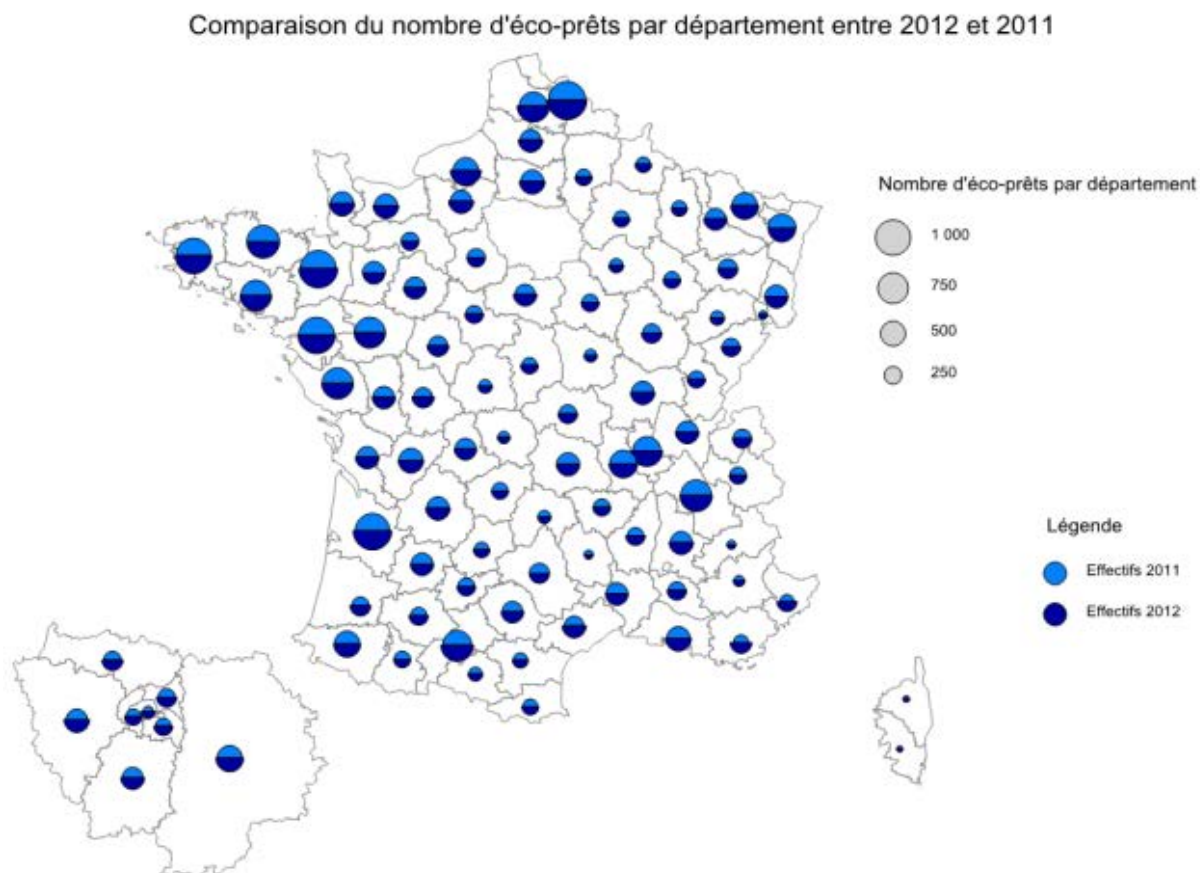 Comparaison du nombre d'éco-prêts par département entre 2012 et 2011
Nombre d'éco-prêts par département
1 000
750
500
250
Légende
Effectifs 2011
Effectifs 2012